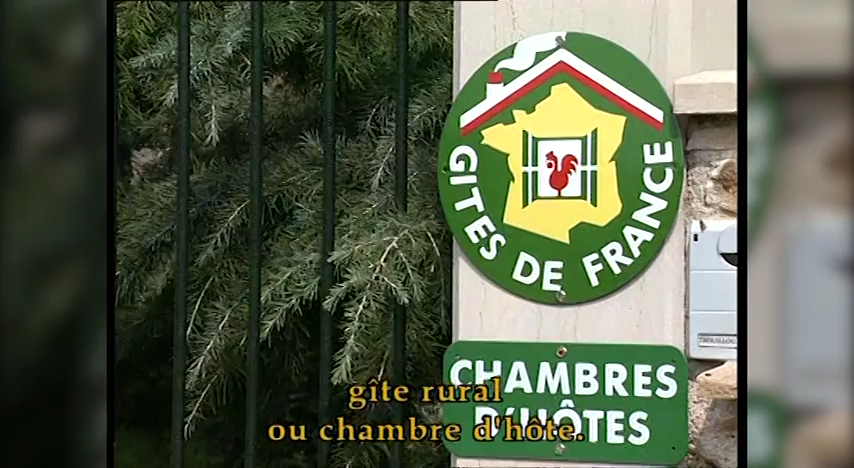 GITES DE FRANCE
CHAMBRES
D'HÔTES
gîte rural
ou chambre d'hôte.